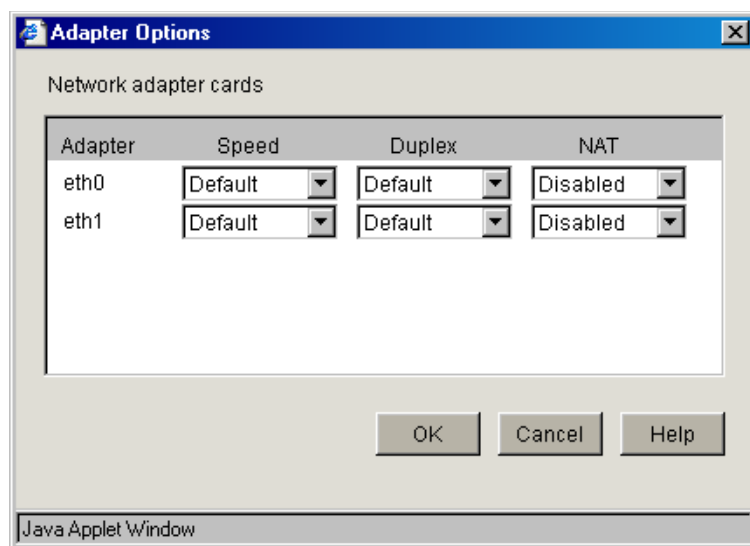 Adapter Options
Network adapter cards
Adapter Speed Duplex NAT
eth0 Default Default Disabled
eth1 Default Default Disabled
OK Cancel Help
Java Applet Window